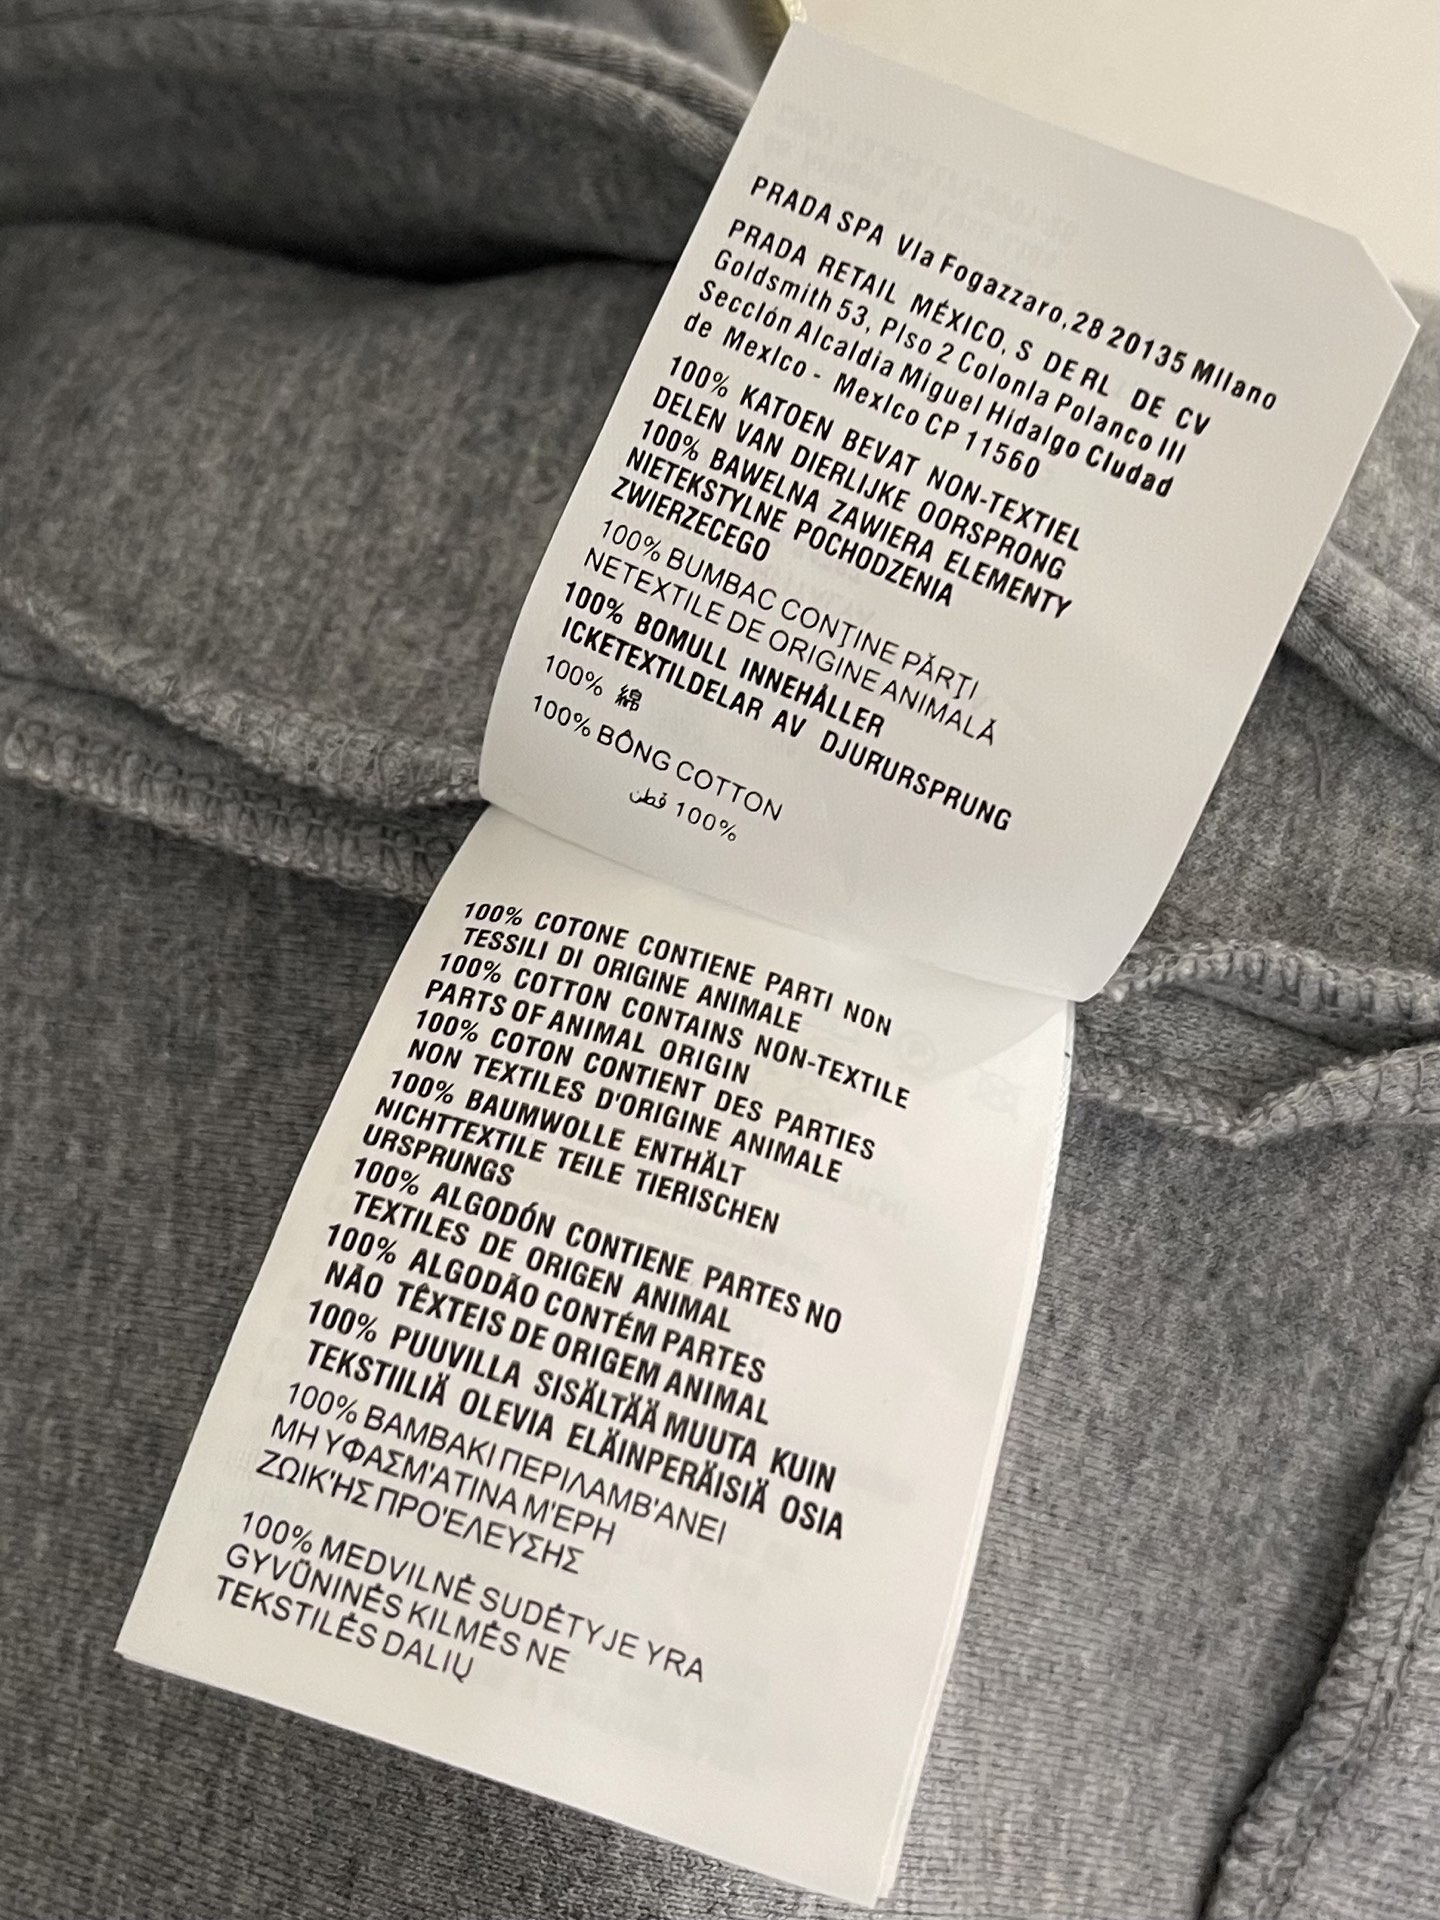 PRADA SPA VIa Fogazzaro,28 20135 MIlano
PRADA RETAIL MÉXICO, S DE RL DE CV
Goldsmith 53, PIso 2 ColonIa Polanco III
SeccIón Alcaldia Miguel Hidalgo CIudad
de MexIco - MexIco CP 11560
100% KATOEN BEVAT NON-TEXTIEL
DELEN VAN DIERLIJKE OORSPRONG
100% BAWELNA ZAWIERA ELEMENTY
NIETEKSTYLNE POCHODZENIA
ZWIERZECEGO
100% BUMBAC CONŢINE PĂRŢI
NETEXTILE DE ORIGINE ANIMALĂ
100% BOMULL INNEHÅLLER
ICKETEXTILDELAR AV DJURURSPRUNG
100% 綿
100% BÔNG COTTON
100% قطن
100% COTONE CONTIENE PARTI NON
TESSILI DI ORIGINE ANIMALE
100% COTTON CONTAINS NON-TEXTILE
PARTS OF ANIMAL ORIGIN
100% COTON CONTIENT DES PARTIES
NON TEXTILES D'ORIGINE ANIMALE
100% BAUMWOLLE ENTHÄLT
NICHTTEXTILE TEILE TIERISCHEN
URSPRUNGS
100% ALGODÓN CONTIENE PARTES NO
TEXTILES DE ORIGEN ANIMAL
100% ALGODÃO CONTÉM PARTES
NÃO TÊXTEIS DE ORIGEM ANIMAL
100% PUUVILLA SISÄLTÄÄ MUUTA KUIN
TEKSTIILIÄ OLEVIA ELÄINPERÄISIÄ OSIA
100% ΒΑΜΒΑΚΙ ΠΕΡΙΛΑΜΒ'ΑΝΕΙ
ΜΗ ΥΦΑΣΜ'ΑΤΙΝΑ Μ'ΕΡΗ
ΖΩΙΚ'ΗΣ ΠΡΟ'ΕΛΕΥΣΗΣ
100% MEDVILNĖ SUDĖTYJE YRA
GYVŪNINĖS KILMĖS NE
TEKSTILĖS DALIŲ